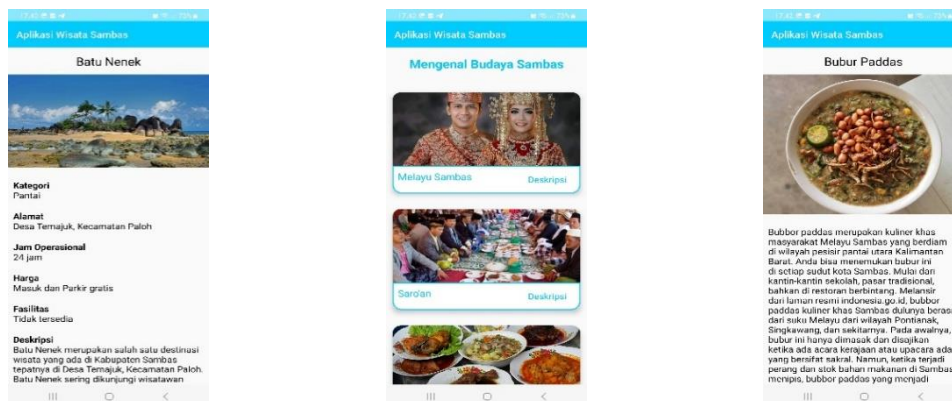 17.42
Aplikasi Wisata Sambas
Batu Nenek
Kategori
Pantai
Alamat
Desa Temajuk, Kecamatan Paloh
Jam Operasional
24 jam
Harga
Masuk dan Parkir gratis
Fasilitas
Tidak tersedia
Deskripsi
Batu Nenek merupakan salah satu destinasi
wisata yang ada di Kabupaten Sambas
tepatnya di Desa Temajuk, Kecamatan Paloh.
Batu Nenek sering dikunjungi wisatawan
Aplikasi Wisata Sambas
Mengenal Budaya Sambas
Melayu Sambas
Deskripsi
Saro'an
Deskripsi
Aplikasi Wisata Sambas
Bubur Paddas
Bubbor paddas merupakan kuliner khas
masyarakat Melayu Sambas yang berdiam
di wilayah pesisir pantai utara Kalimantan
Barat. Anda bisa menemukan bubur ini
di setiap sudut kota Sambas. Mulai dari
kantin-kantin sekolah, pasar tradisional,
bahkan di restoran berbintang. Melansir
dari laman resmi indonesia.go.id, bubbor
paddas kuliner khas Sambas dulunya beras
dari suku Melayu dari wilayah Pontianak,
Singkawang, dan sekitarnya. Pada awalnya,
bubur ini hanya dimasak dan disajikan
ketika ada acara kerajaan atau upacara ada
yang bersifat sakral. Namun, ketika terjadi
perang dan stok bahan makanan di Sambas
menipis, bubbor paddas yang menjadi